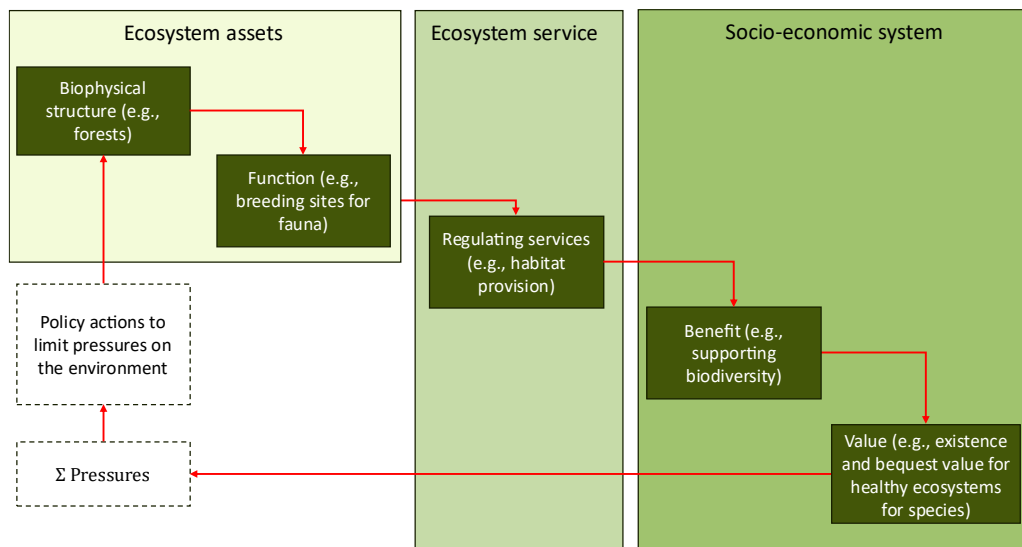 Ecosystem assets
Ecosystem service
Socio-economic system
Biophysical
structure (e.g.,
forests)
Function (e.g.,
breeding sites for
fauna)
Regulating services
(e.g., habitat
provision)
Policy actions to
limit pressures on
the environment
Benefit (e.g.,
supporting
biodiversity)
Value (e.g., existence
and bequest value for
healthy ecosystems
for species)
Σ Pressures